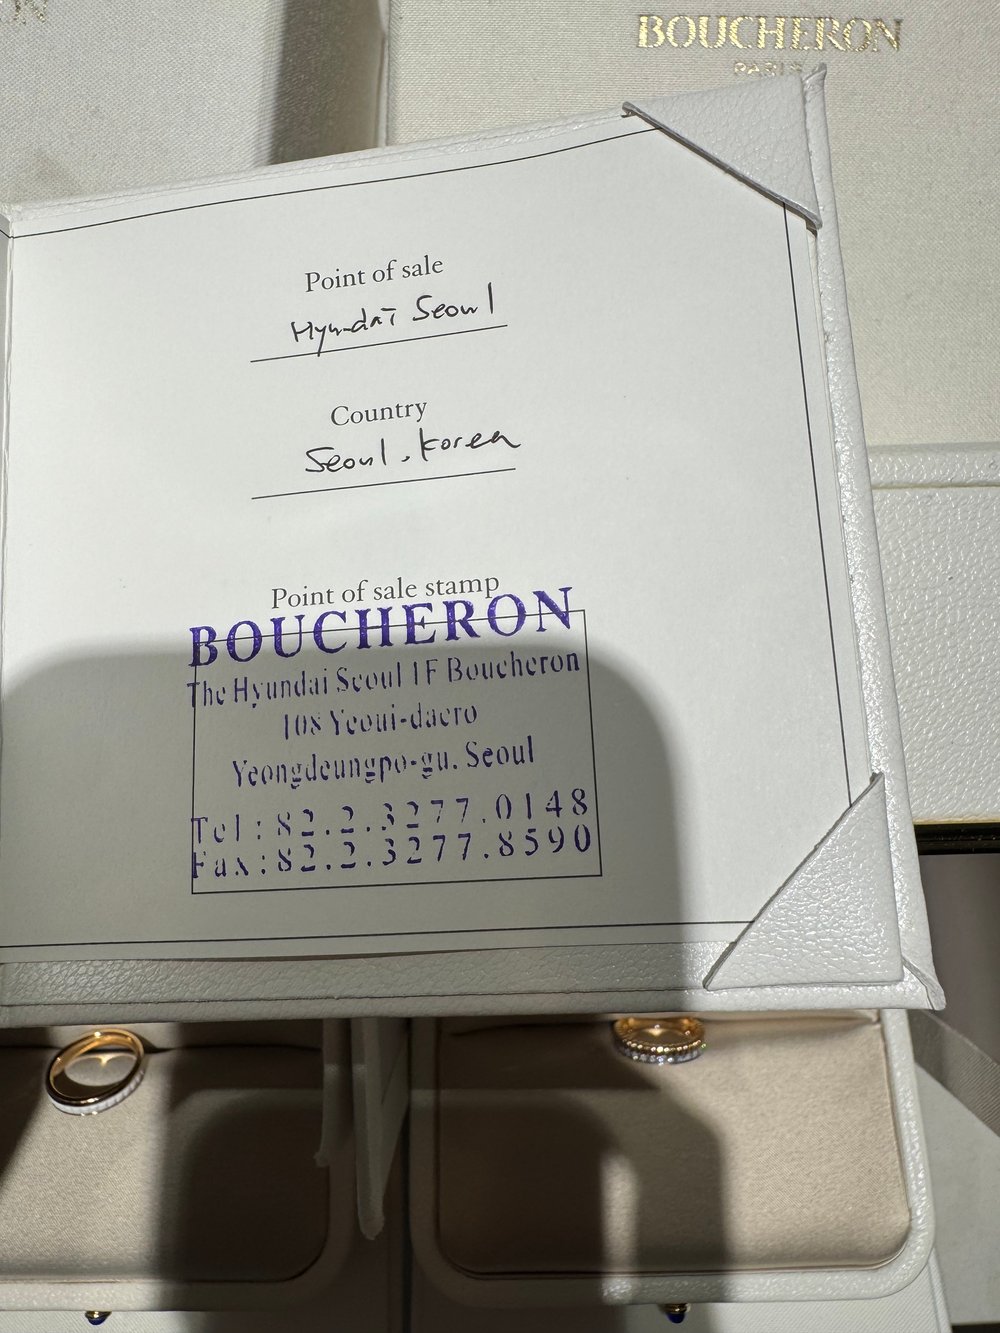 ON
BOUCHERON
PARIS
Point of sale
Hyundai Seoul
Country
Seoul. Korea
Point of sale stamp
BOUCHERON
The Hyundai Seoul 1F Boucheron
108 Yeoui-daero
Yeongdeungpo-gu. Seoul
Tel:82.2.3277.0148
Fax:82.2.3277.8590